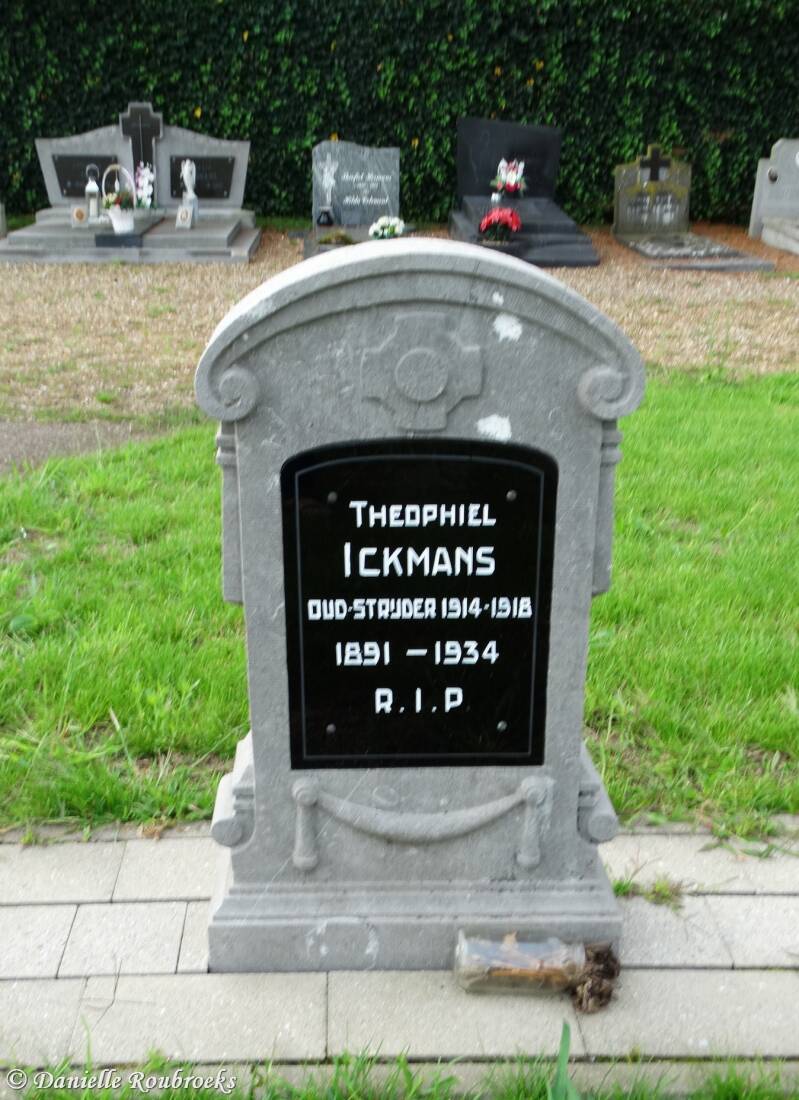 THEOPHIEL
ICKMANS
OUD-STRIJDER 1914-1918
1891 - 1934
R.I.P
© Danielle Roubroeks